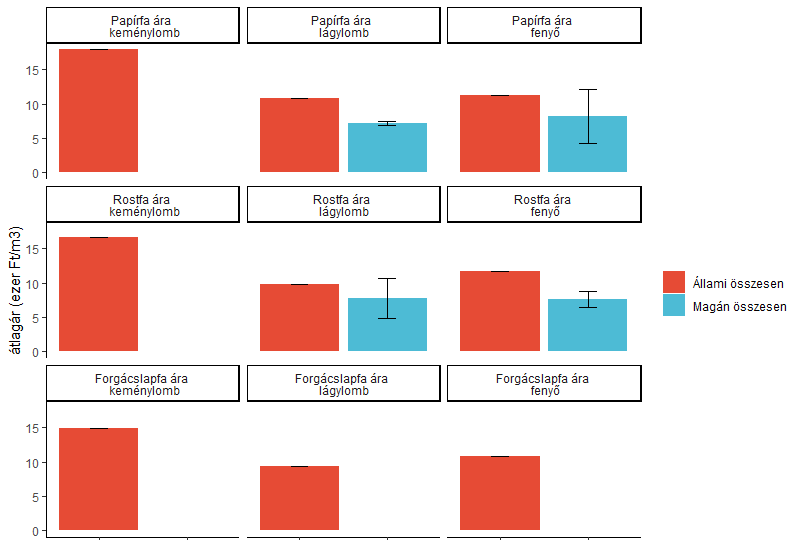 Papírfa ára
keménylomb
Papírfa ára
lágylomb
Papírfa ára
fenyő
15
10
5
0
Rostfa ára
keménylomb
Rostfa ára
lágylomb
Rostfa ára
fenyő
15
10
5
0
Forgácslapfa ára
keménylomb
Forgácslapfa ára
lágylomb
Forgácslapfa ára
fenyő
15
10
5
0
átlagár (ezer Ft/m3)
Állami összesen
Magán összesen